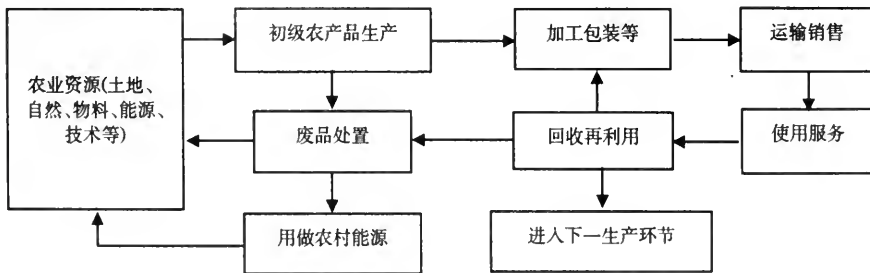 初级农产品生产
加工包装等
运输销售
农业资源(土地、
自然、物料、能源、
技术等)
废品处置
回收再利用
使用服务
用做农村能源
进入下一生产环节